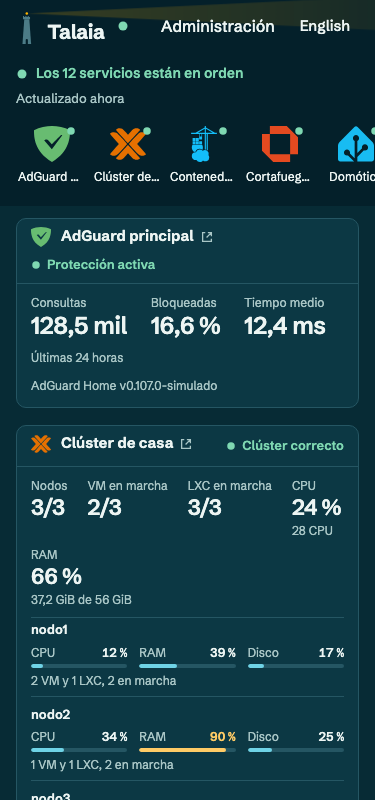 Talaia Administración English
Los 12 servicios están en orden
Actualizado ahora
AdGuard ... Clúster de... Contened... Cortafueg... Domótic
AdGuard principal
Protección activa
Consultas Bloqueadas Tiempo medio
128,5 mil 16,6 % 12,4 ms
Últimas 24 horas
AdGuard Home v0.107.0-simulado
Clúster de casa Clúster correcto
Nodos VM en marcha LXC en marcha CPU
3/3 2/3 3/3 24 %
28 CPU
RAM
66 %
37,2 GiB de 56 GiB
nodo1
CPU 12 % RAM 39 % Disco 17 %
2 VM y 1 LXC, 2 en marcha
nodo2
CPU 34 % RAM 90 % Disco 25 %
1 VM y 1 LXC, 2 en marcha
nodo3